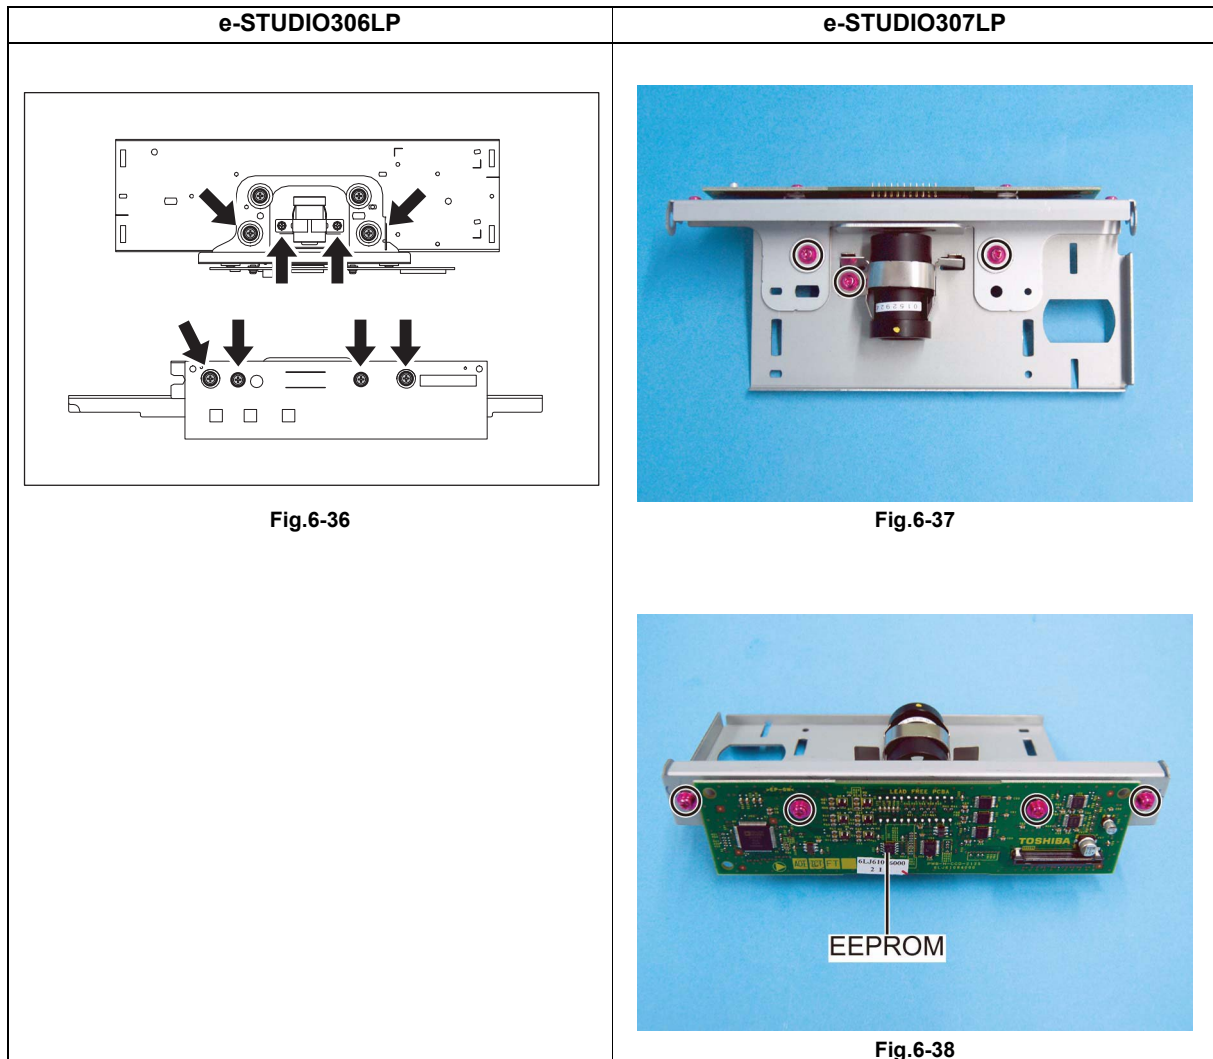 e-STUDIO306LP
e-STUDIO307LP
Fig.6-36
Fig.6-37
LEAD FREE PCBA
TOSHIBA
EEPROM
Fig.6-38